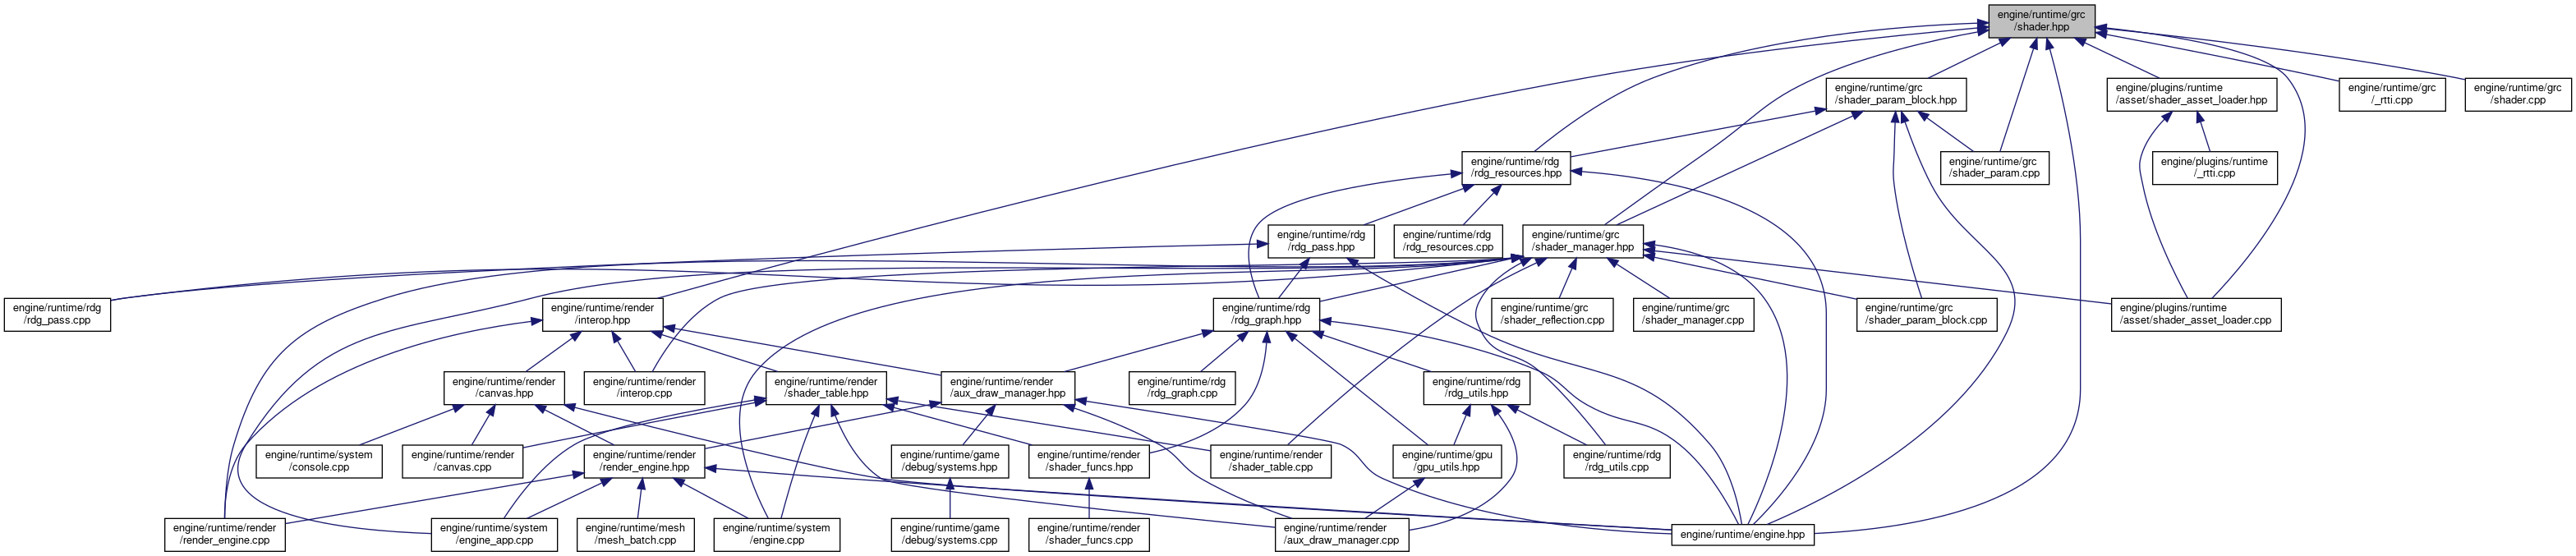 engine/runtime/grc
/shader.hpp
engine/runtime/grc
/shader_param_block.hpp
engine/plugins/runtime
/asset/shader_asset_loader.hpp
engine/runtime/grc
/_rtti.cpp
engine/runtime/grc
/shader.cpp
engine/runtime/rdg
/rdg_resources.hpp
engine/runtime/grc
/shader_param.cpp
engine/plugins/runtime
/_rtti.cpp
engine/runtime/rdg
/rdg_pass.hpp
engine/runtime/rdg
/rdg_resources.cpp
engine/runtime/grc
/shader_manager.hpp
engine/runtime/rdg
/rdg_pass.cpp
engine/runtime/render
/interop.hpp
engine/runtime/rdg
/rdg_graph.hpp
engine/runtime/grc
/shader_reflection.cpp
engine/runtime/grc
/shader_manager.cpp
engine/runtime/grc
/shader_param_block.cpp
engine/plugins/runtime
/asset/shader_asset_loader.cpp
engine/runtime/render
/canvas.hpp
engine/runtime/render
/interop.cpp
engine/runtime/render
/shader_table.hpp
engine/runtime/render
/aux_draw_manager.hpp
engine/runtime/rdg
/rdg_graph.cpp
engine/runtime/rdg
/rdg_utils.hpp
engine/runtime/system
/console.cpp
engine/runtime/render
/canvas.cpp
engine/runtime/render
/render_engine.hpp
engine/runtime/game
/debug/systems.hpp
engine/runtime/render
/shader_funcs.hpp
engine/runtime/render
/shader_table.cpp
engine/runtime/gpu
/gpu_utils.hpp
engine/runtime/rdg
/rdg_utils.cpp
engine/runtime/render
/render_engine.cpp
engine/runtime/system
/engine_app.cpp
engine/runtime/mesh
/mesh_batch.cpp
engine/runtime/system
/engine.cpp
engine/runtime/game
/debug/systems.cpp
engine/runtime/render
/shader_funcs.cpp
engine/runtime/render
/aux_draw_manager.cpp
engine/runtime/engine.hpp